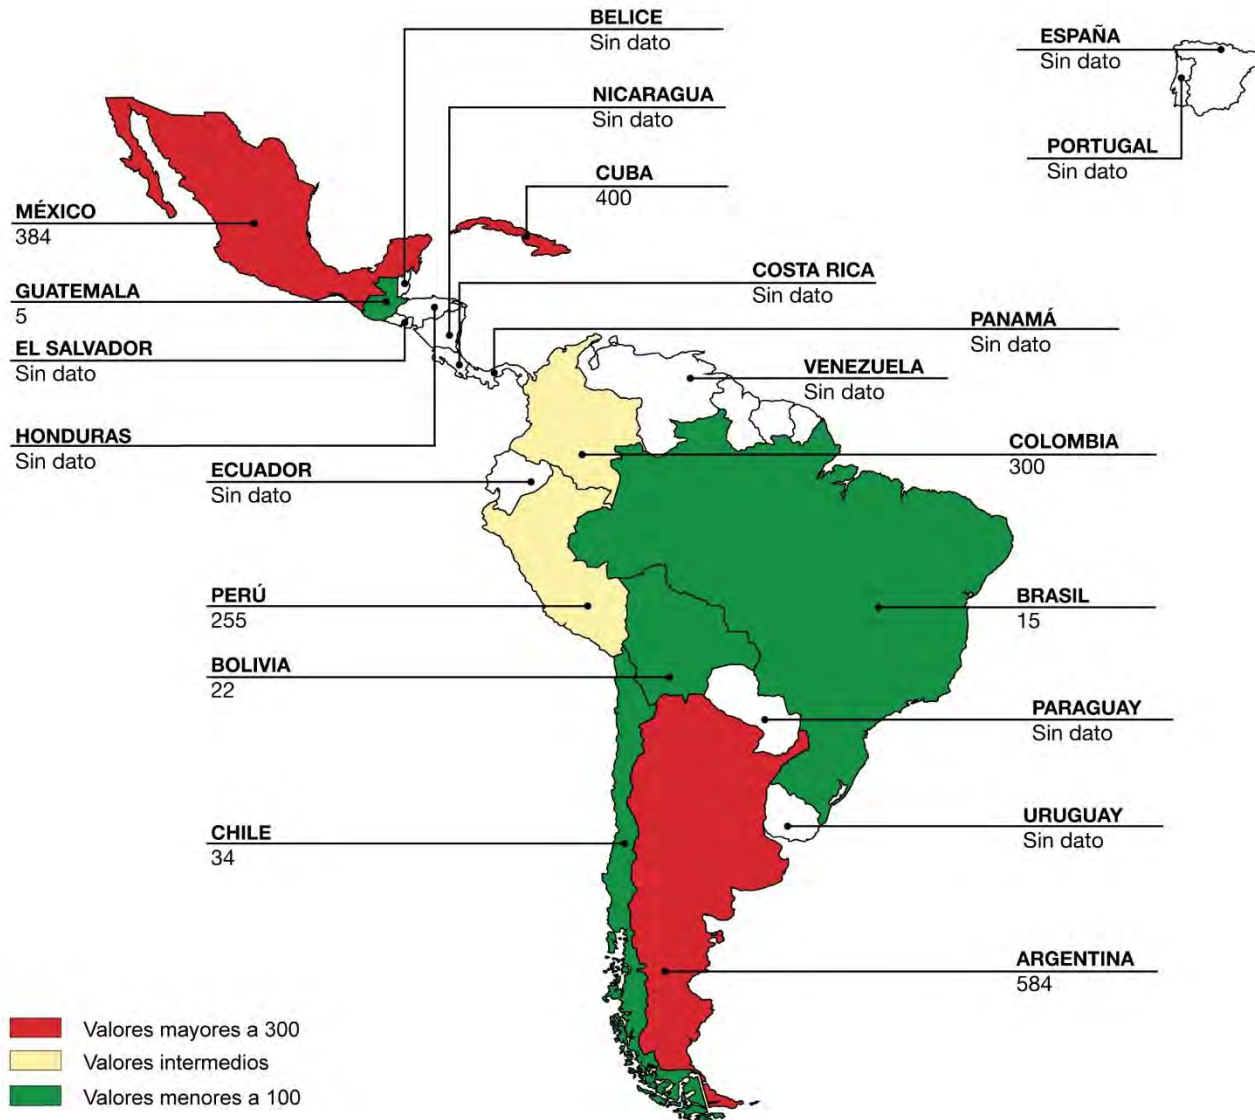 BELICE
Sin dato
ESPAÑA
Sin dato
NICARAGUA
Sin dato
PORTUGAL
Sin dato
CUBA
400
MÉXICO
384
COSTA RICA
Sin dato
GUATEMALA
5
PANAMÁ
Sin dato
EL SALVADOR
Sin dato
VENEZUELA
Sin dato
HONDURAS
Sin dato
COLOMBIA
300
ECUADOR
Sin dato
PERÚ
255
BRASIL
15
BOLIVIA
22
PARAGUAY
Sin dato
CHILE
34
URUGUAY
Sin dato
ARGENTINA
584
Valores mayores a 300
Valores intermedios
Valores menores a 100